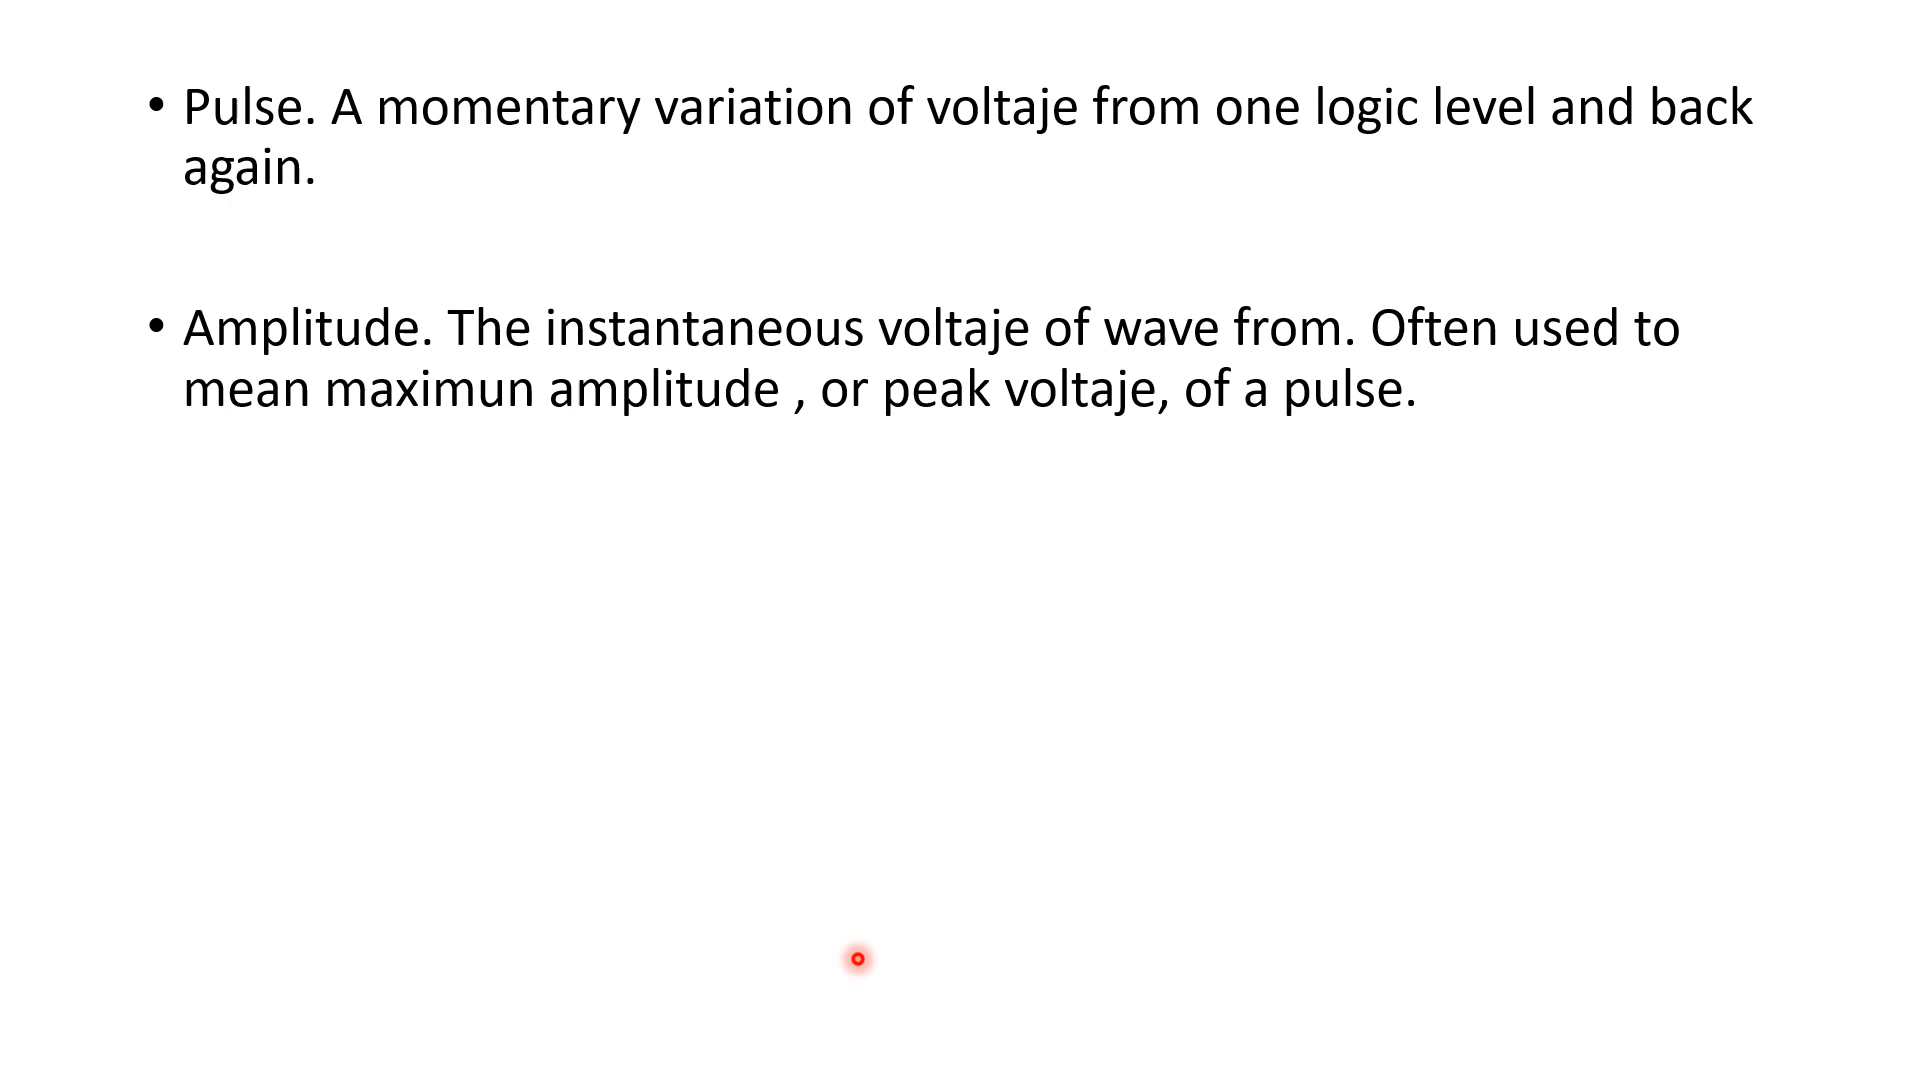 • Pulse. A momentary variation of voltaje from one logic level and back
again.
• Amplitude. The instantaneous voltaje of wave from. Often used to
mean maximun amplitude , or peak voltaje, of a pulse.